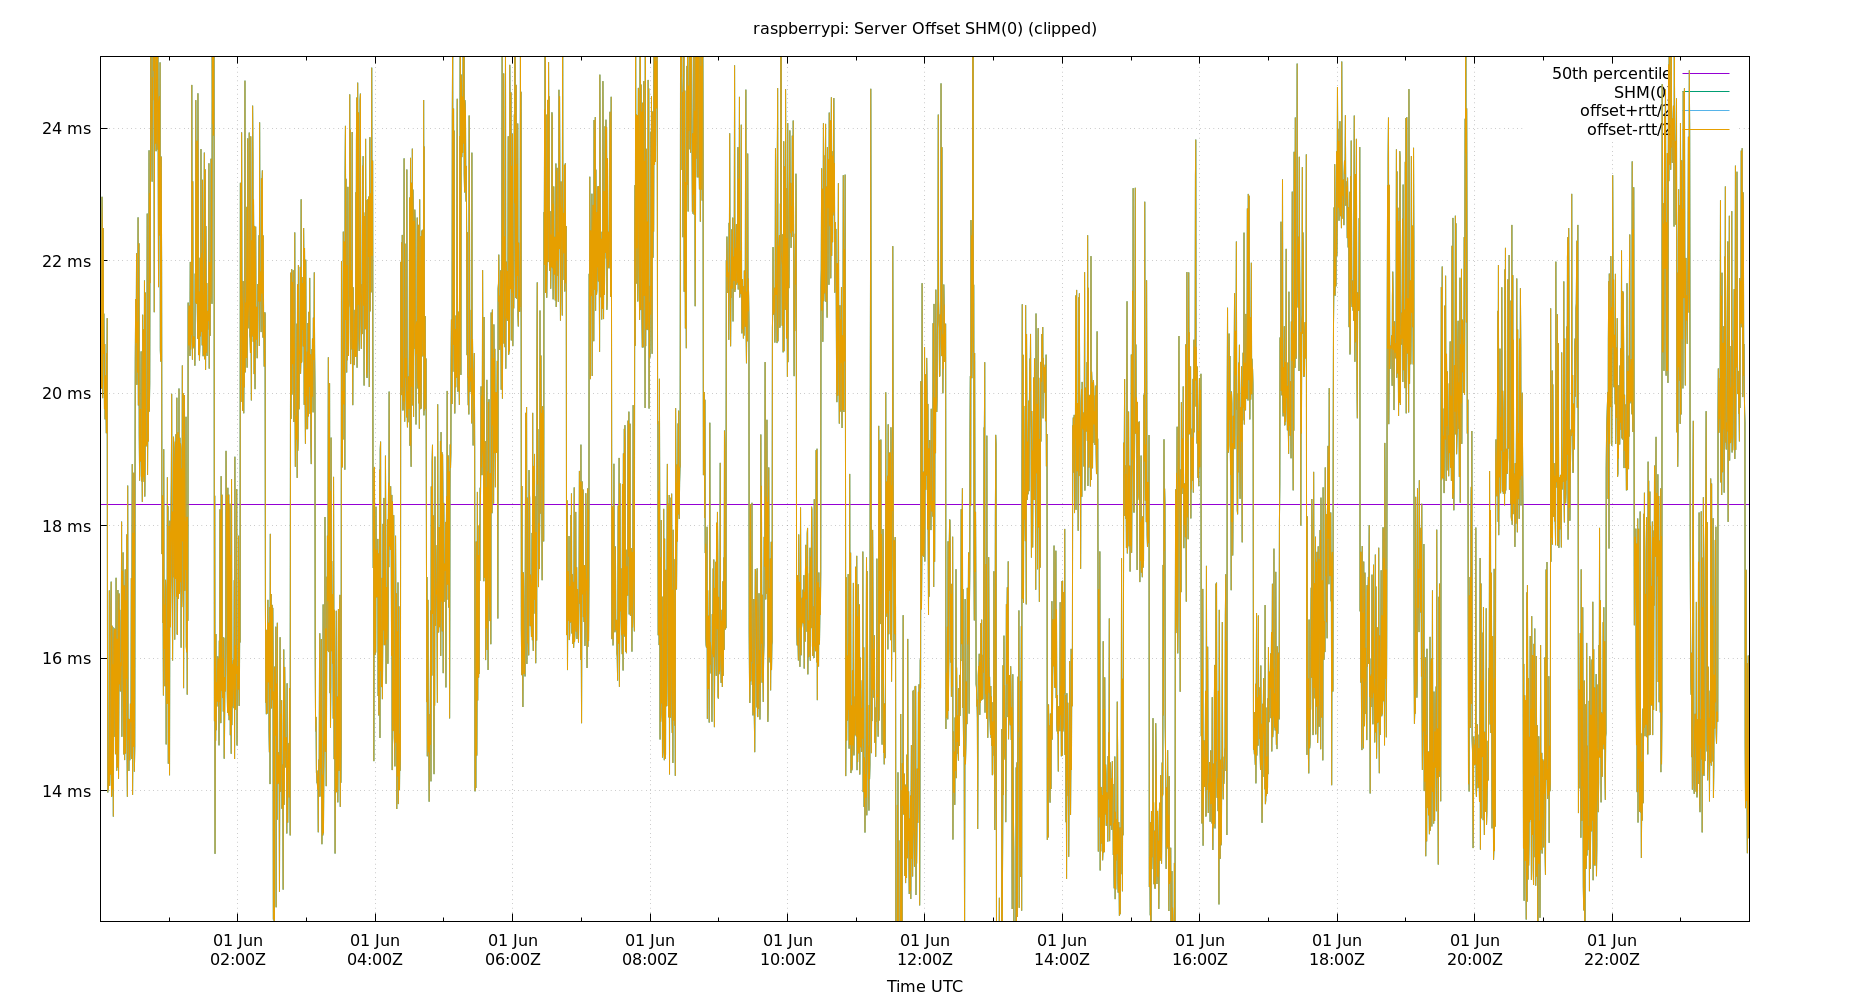 raspberrypi: Server Offset SHM(0) (clipped)
50th percentile
SHM(0)
offset+rtt/2
offset-rtt/2
24 ms
22 ms
20 ms
18 ms
16 ms
14 ms
01 Jun 01 Jun 01 Jun 01 Jun 01 Jun 01 Jun 01 Jun 01 Jun 01 Jun 01 Jun 01 Jun
02:00Z 04:00Z 06:00Z 08:00Z 10:00Z 12:00Z 14:00Z 16:00Z 18:00Z 20:00Z 22:00Z
Time UTC